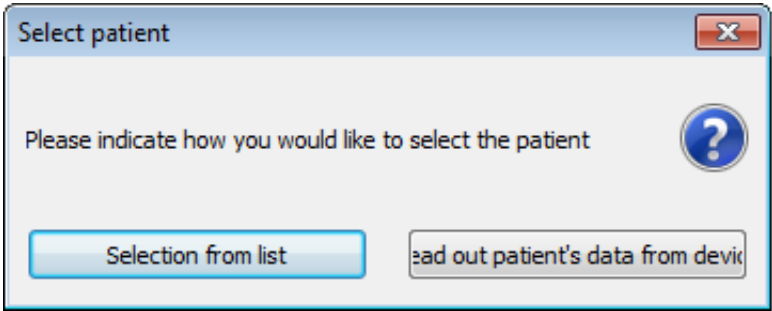 Select patient
Please indicate how you would like to select the patient
Selection from list
ead out patient's data from devic